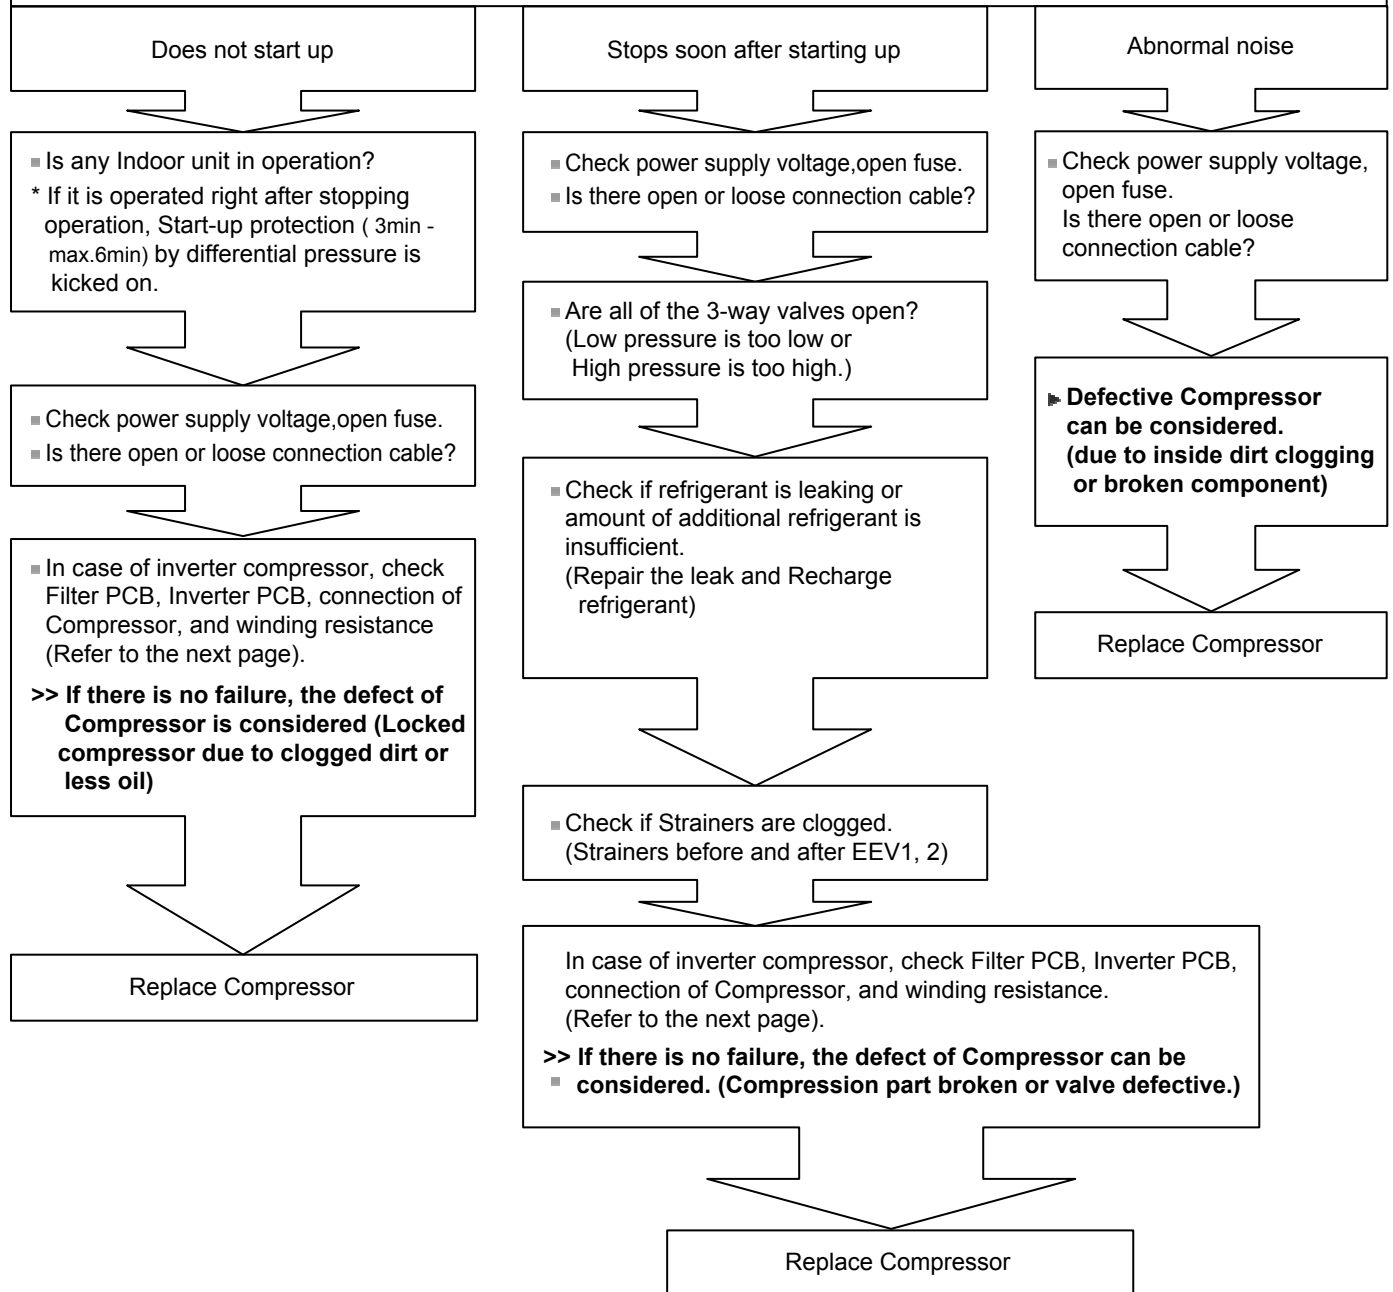 Does not start up
Is any Indoor unit in operation?
* If it is operated right after stopping
operation, Start-up protection ( 3min -
max.6min) by differential pressure is
kicked on.
Check power supply voltage,open fuse.
Is there open or loose connection cable?
In case of inverter compressor, check
Filter PCB, Inverter PCB, connection of
Compressor, and winding resistance
(Refer to the next page).
>> If there is no failure, the defect of
Compressor is considered (Locked
compressor due to clogged dirt or
less oil)
Replace Compressor
Stops soon after starting up
Check power supply voltage,open fuse.
Is there open or loose connection cable?
Are all of the 3-way valves open?
(Low pressure is too low or
High pressure is too high.)
Check if refrigerant is leaking or
amount of additional refrigerant is
insufficient.
(Repair the leak and Recharge
refrigerant)
Check if Strainers are clogged.
(Strainers before and after EEV1, 2)
In case of inverter compressor, check Filter PCB, Inverter PCB,
connection of Compressor, and winding resistance.
(Refer to the next page).
>> If there is no failure, the defect of Compressor can be
considered. (Compression part broken or valve defective.)
Replace Compressor
Abnormal noise
Check power supply voltage,
open fuse.
Is there open or loose
connection cable?
Defective Compressor
can be considered.
(due to inside dirt clogging
or broken component)
Replace Compressor